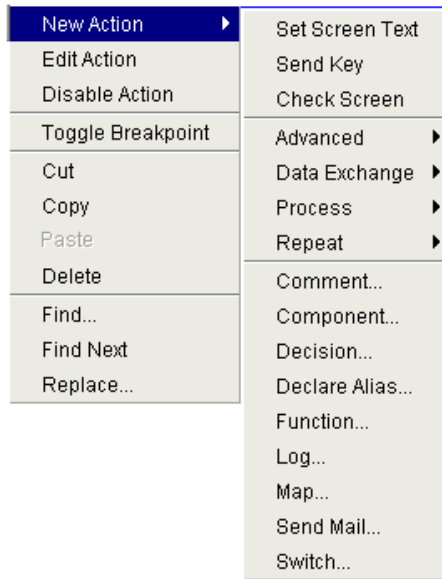 New Action
Edit Action
Disable Action
Toggle Breakpoint
Cut
Copy
Paste
Delete
Find...
Find Next
Replace...
Set Screen Text
Send Key
Check Screen
Advanced
Data Exchange
Process
Repeat
Comment...
Component...
Decision...
Declare Alias...
Function...
Log...
Map...
Send Mail...
Switch...